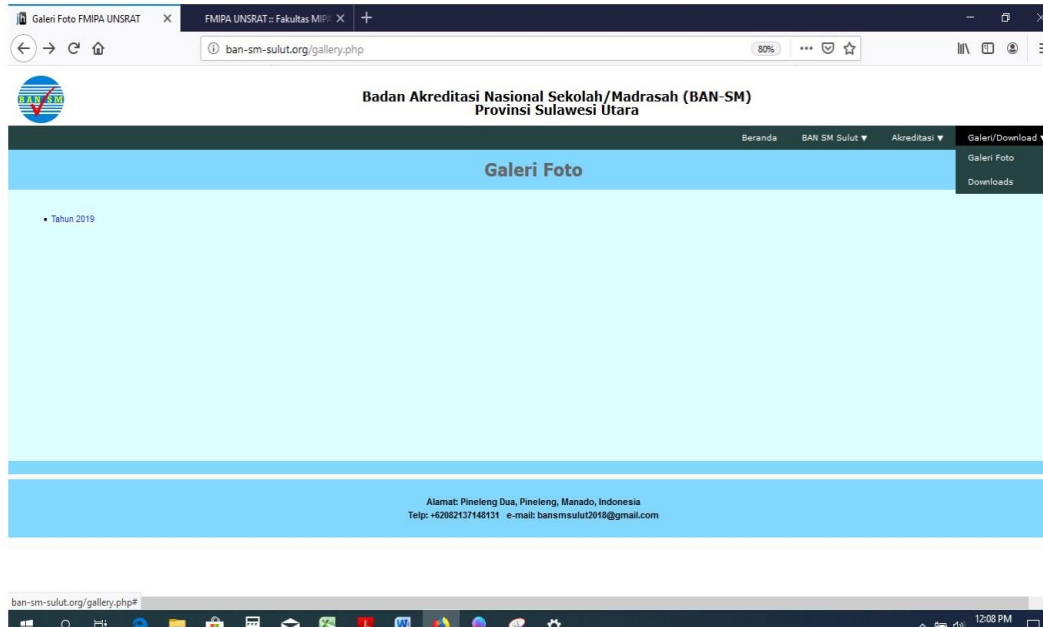 Galeri Foto FMIPA UNSRAT
FMIPA UNSRAT :: Fakultas MIPA
ban-sm-sulut.org/gallery.php
80%
BAN-SM
Badan Akreditasi Nasional Sekolah/Madrasah (BAN-SM)
Provinsi Sulawesi Utara
Beranda BAN SM Sulut ▼ Akreditasi ▼ Galeri/Download ▼
Galeri Foto
Downloads
Galeri Foto
• Tahun 2019
Alamat: Pineleng Dua, Pineleng, Manado, Indonesia
Telp: +62082137148131 e-mail: bansmsulut2018@gmail.com
ban-sm-sulut.org/gallery.php#
12:08 PM